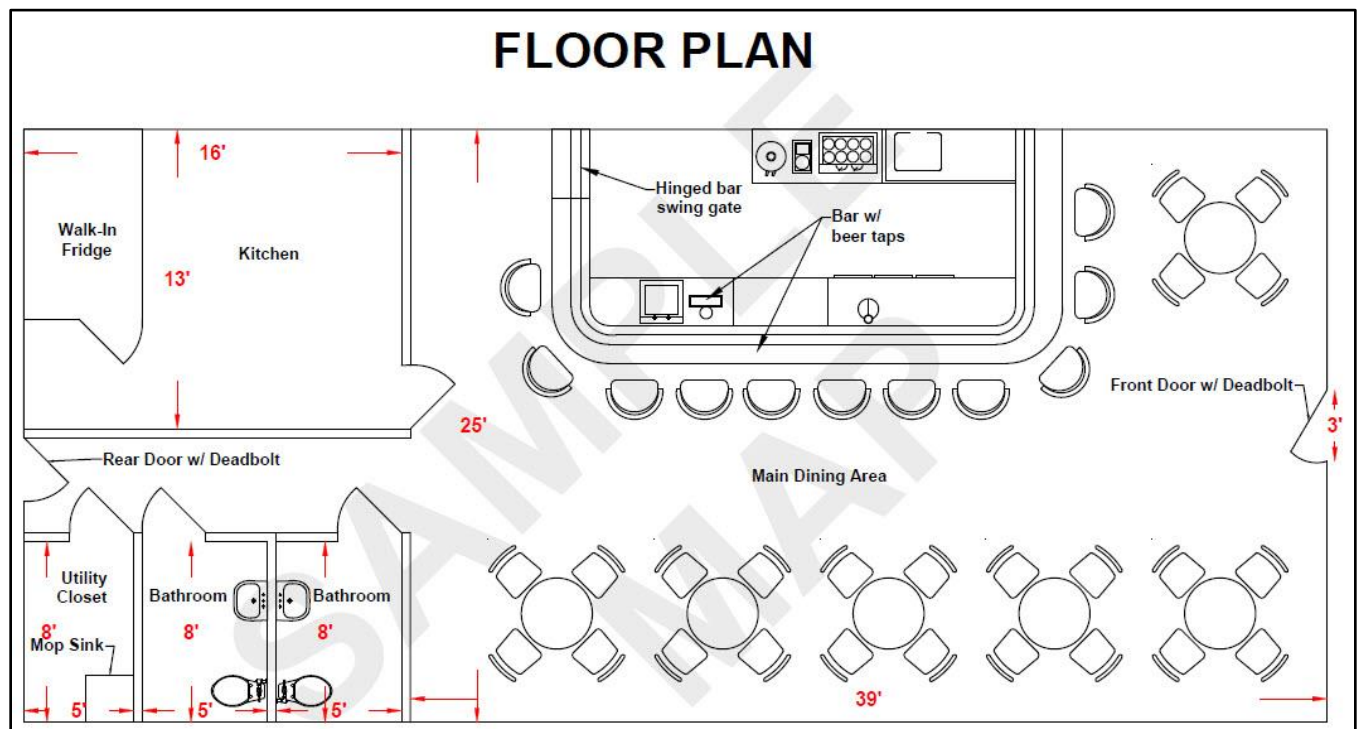 FLOOR PLAN
16'
Walk-In
Fridge
Kitchen
13'
Hinged bar
swing gate
Bar w/
beer taps
Front Door w/ Deadbolt
3'
25'
Rear Door w/ Deadbolt
Main Dining Area
Utility
Closet
Bathroom
Bathroom
8'
8'
8'
Mop Sink
5'
5'
5'
39'
SAMPLE
MAP